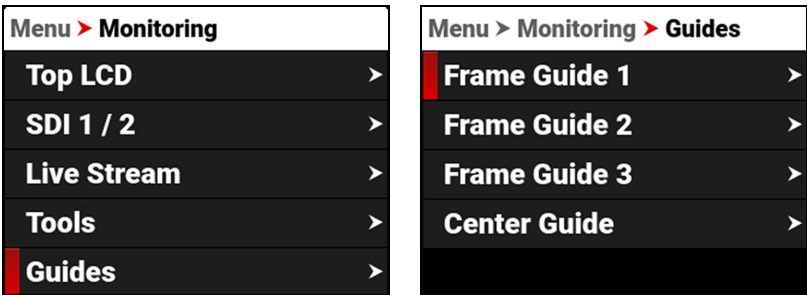 Menu > Monitoring
Top LCD
SDI 1 / 2
Live Stream
Tools
Guides
Menu > Monitoring > Guides
Frame Guide 1
Frame Guide 2
Frame Guide 3
Center Guide